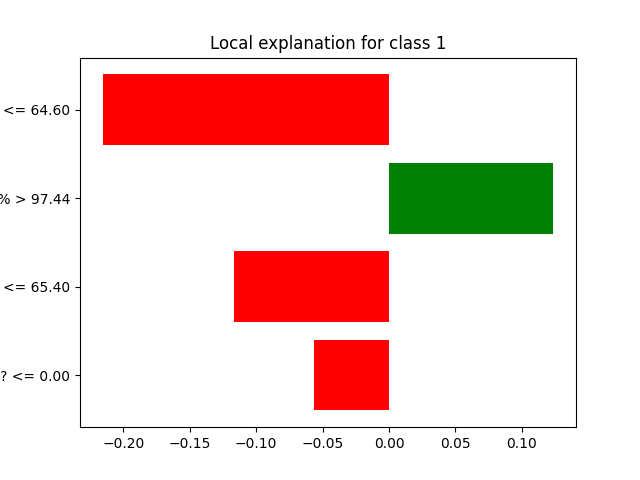 Local explanation for class 1
<= 64.60
% > 97.44
<= 65.40
? <= 0.00
−0.20 −0.15 −0.10 −0.05 0.00 0.05 0.10